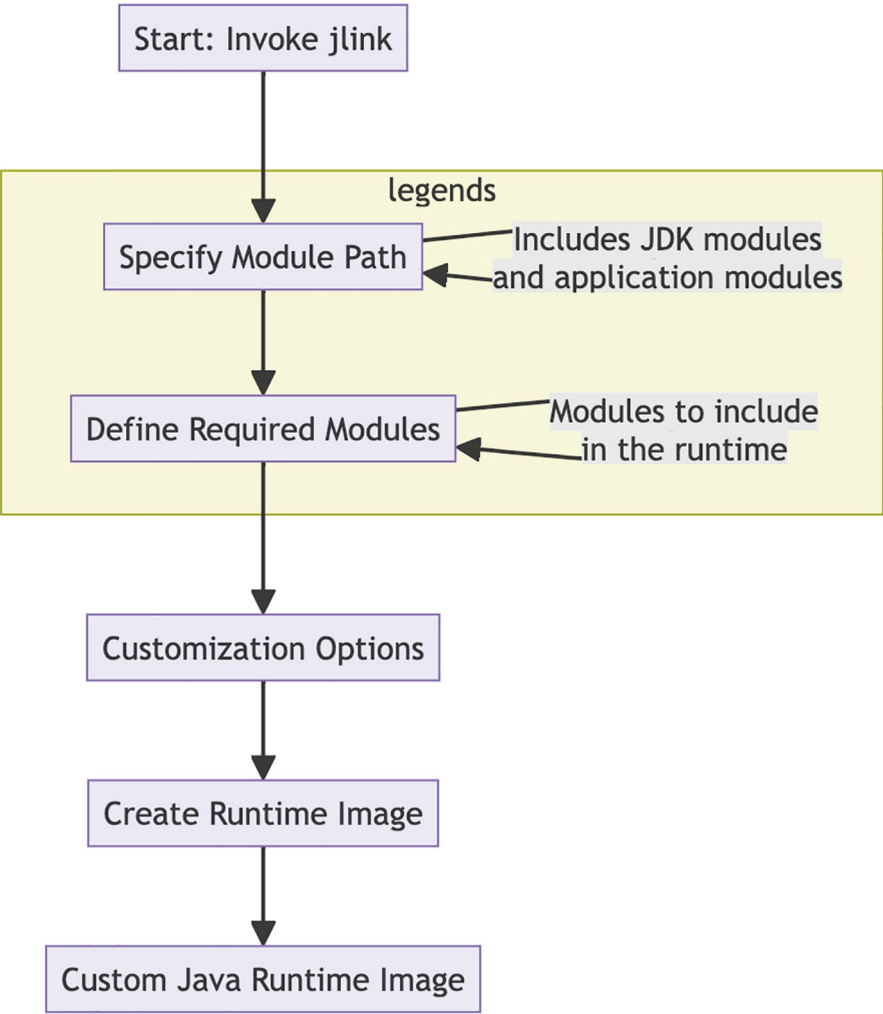 Start: Invoke jlink
legends
Specify Module Path
Includes JDK modules
and application modules
Define Required Modules
Modules to include
in the runtime
Customization Options
Create Runtime Image
Custom Java Runtime Image